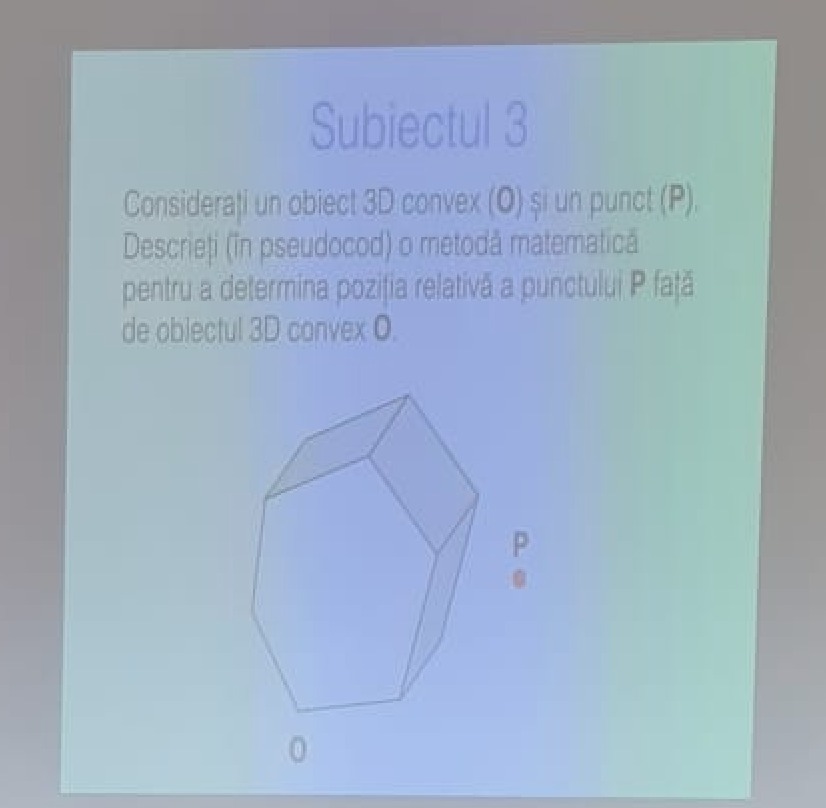 Subiectul 3
Considerați un obiect 3D convex (O) și un punct (P).
Descrieți (în pseudocod) o metodă matematică
pentru a determina poziția relativă a punctului P față
de obiectul 3D convex O.
P
O